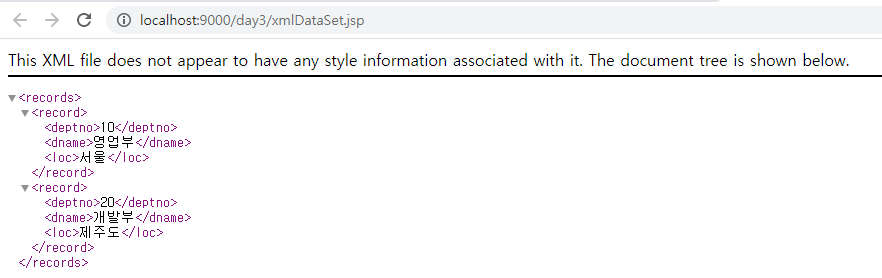 localhost:9000/day3/xmlDataSet.jsp
This XML file does not appear to have any style information associated with it. The document tree is shown below.
<records>
<record>
<deptno>10</deptno>
<dname>영업부</dname>
<loc>서울</loc>
</record>
<record>
<deptno>20</deptno>
<dname>개발부</dname>
<loc>제주도</loc>
</record>
</records>